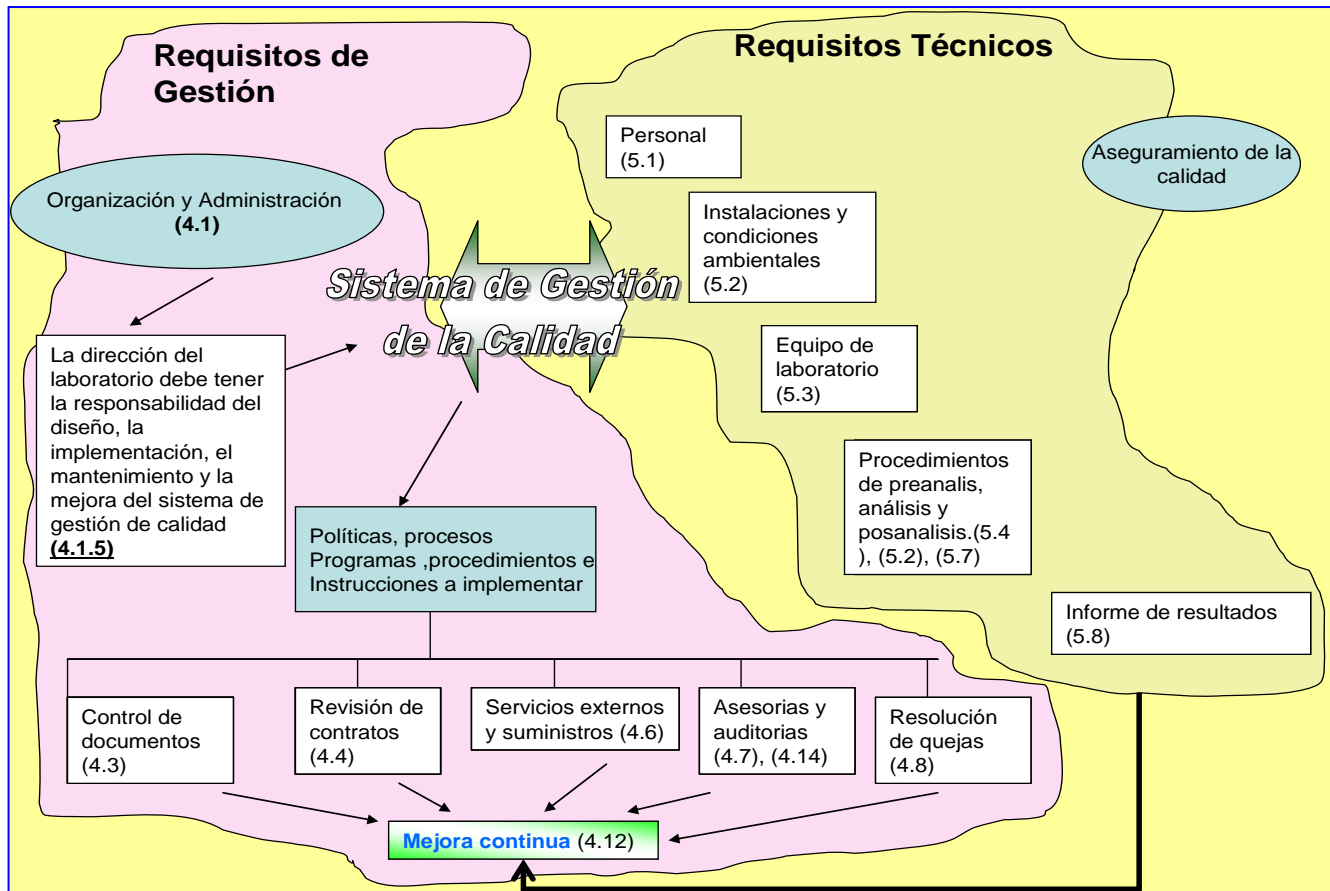 Requisitos de
Gestión
Requisitos Técnicos
Organización y Administración
(4.1)
La dirección del
laboratorio debe tener
la responsabilidad del
diseño, la
implementación, el
mantenimiento y la
mejora del sistema de
gestión de calidad
(4.1.5)
Sistema de Gestión
de la Calidad
Personal
(5.1)
Aseguramiento de la
calidad
Instalaciones y
condiciones
ambientales
(5.2)
Equipo de
laboratorio
(5.3)
Procedimientos
de preanalis,
análisis y
posanalisis.(5.4
), (5.2), (5.7)
Informe de resultados
(5.8)
Políticas, procesos
Programas ,procedimientos e
Instrucciones a implementar
Control de
documentos
(4.3)
Revisión de
contratos
(4.4)
Servicios externos
y suministros (4.6)
Asesorias y
auditorias
(4.7), (4.14)
Resolución
de quejas
(4.8)
Mejora continua (4.12)